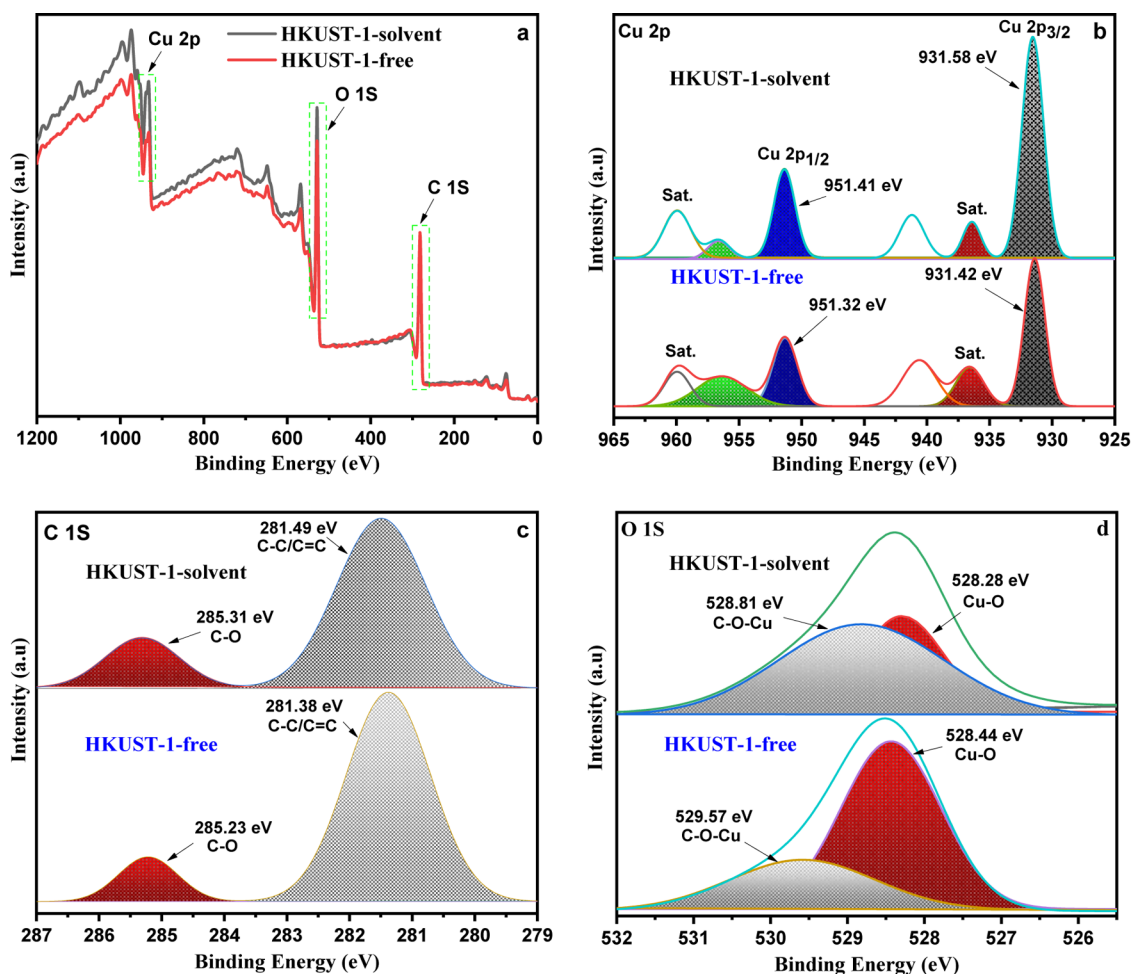 a
HKUST-1-solvent
HKUST-1-free
Cu 2p
O 1S
C 1S
Intensity (a.u)
1200 1000 800 600 400 200 0
Binding Energy (eV)
b
Cu 2p
Cu 2p3/2
HKUST-1-solvent
931.58 eV
Cu 2p1/2
951.41 eV
Sat.
Sat.
HKUST-1-free
931.42 eV
951.32 eV
Sat.
Sat.
Intensity (a.u)
965 960 955 950 945 940 935 930 925
Binding Energy (eV)
C 1S
c
281.49 eV
C-C/C=C
HKUST-1-solvent
285.31 eV
C-O
281.38 eV
C-C/C=C
HKUST-1-free
285.23 eV
C-O
Intensity (a.u)
287 286 285 284 283 282 281 280 279
Binding Energy (eV)
O 1S
d
HKUST-1-solvent
528.81 eV
C-O-Cu
528.28 eV
Cu-O
HKUST-1-free
528.44 eV
Cu-O
529.57 eV
C-O-Cu
Intensity (a.u)
532 531 530 529 528 527 526
Binding Energy (eV)